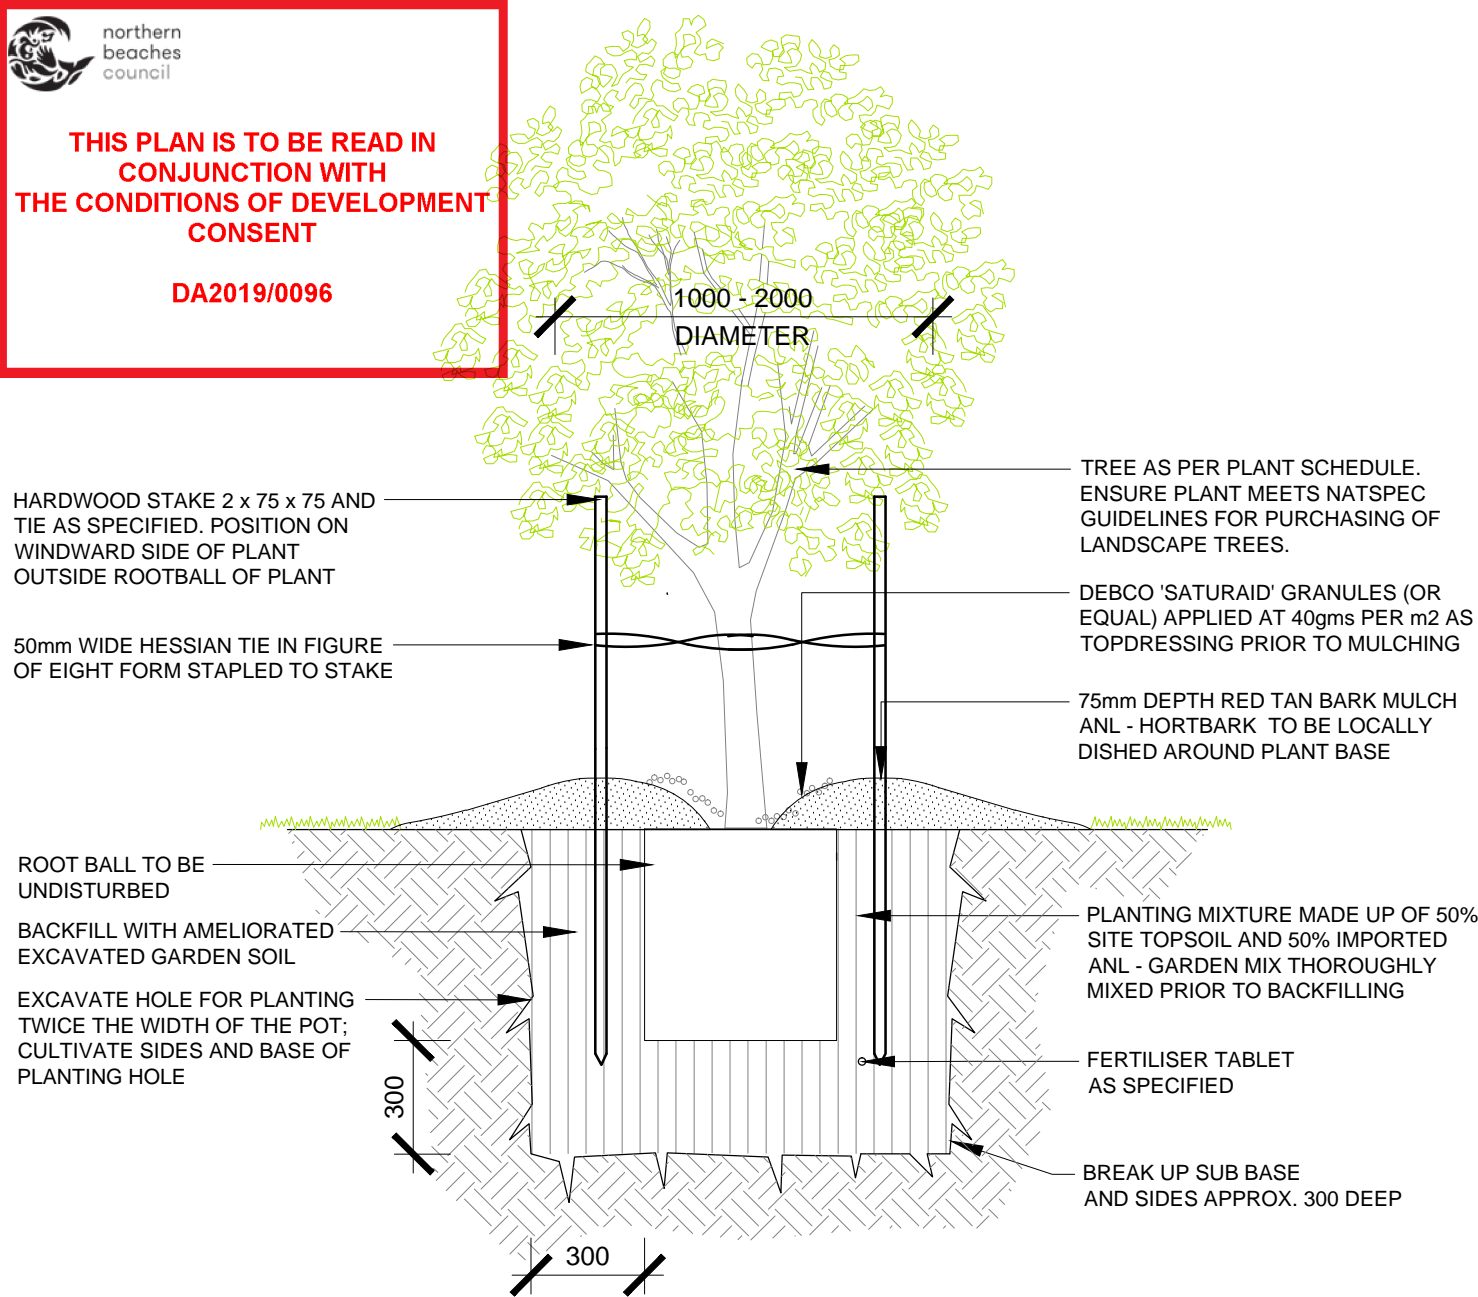 northern
beaches
council
THIS PLAN IS TO BE READ IN
CONJUNCTION WITH
THE CONDITIONS OF DEVELOPMENT
CONSENT
DA2019/0096
1000 - 2000
DIAMETER
HARDWOOD STAKE 2 x 75 x 75 AND
TIE AS SPECIFIED. POSITION ON
WINDWARD SIDE OF PLANT
OUTSIDE ROOTBALL OF PLANT
50mm WIDE HESSIAN TIE IN FIGURE
OF EIGHT FORM STAPLED TO STAKE
ROOT BALL TO BE
UNDISTURBED
BACKFILL WITH AMELIORATED
EXCAVATED GARDEN SOIL
EXCAVATE HOLE FOR PLANTING
TWICE THE WIDTH OF THE POT;
CULTIVATE SIDES AND BASE OF
PLANTING HOLE
300
300
TREE AS PER PLANT SCHEDULE.
ENSURE PLANT MEETS NATSPEC
GUIDELINES FOR PURCHASING OF
LANDSCAPE TREES.
DEBCO 'SATURAID' GRANULES (OR
EQUAL) APPLIED AT 40gms PER m2 AS
TOPDRESSING PRIOR TO MULCHING
75mm DEPTH RED TAN BARK MULCH
ANL - HORTBARK  TO BE LOCALLY
DISHED AROUND PLANT BASE
PLANTING MIXTURE MADE UP OF 50%
SITE TOPSOIL AND 50% IMPORTED
ANL - GARDEN MIX THOROUGHLY
MIXED PRIOR TO BACKFILLING
FERTILISER TABLET
AS SPECIFIED
BREAK UP SUB BASE
AND SIDES APPROX. 300 DEEP